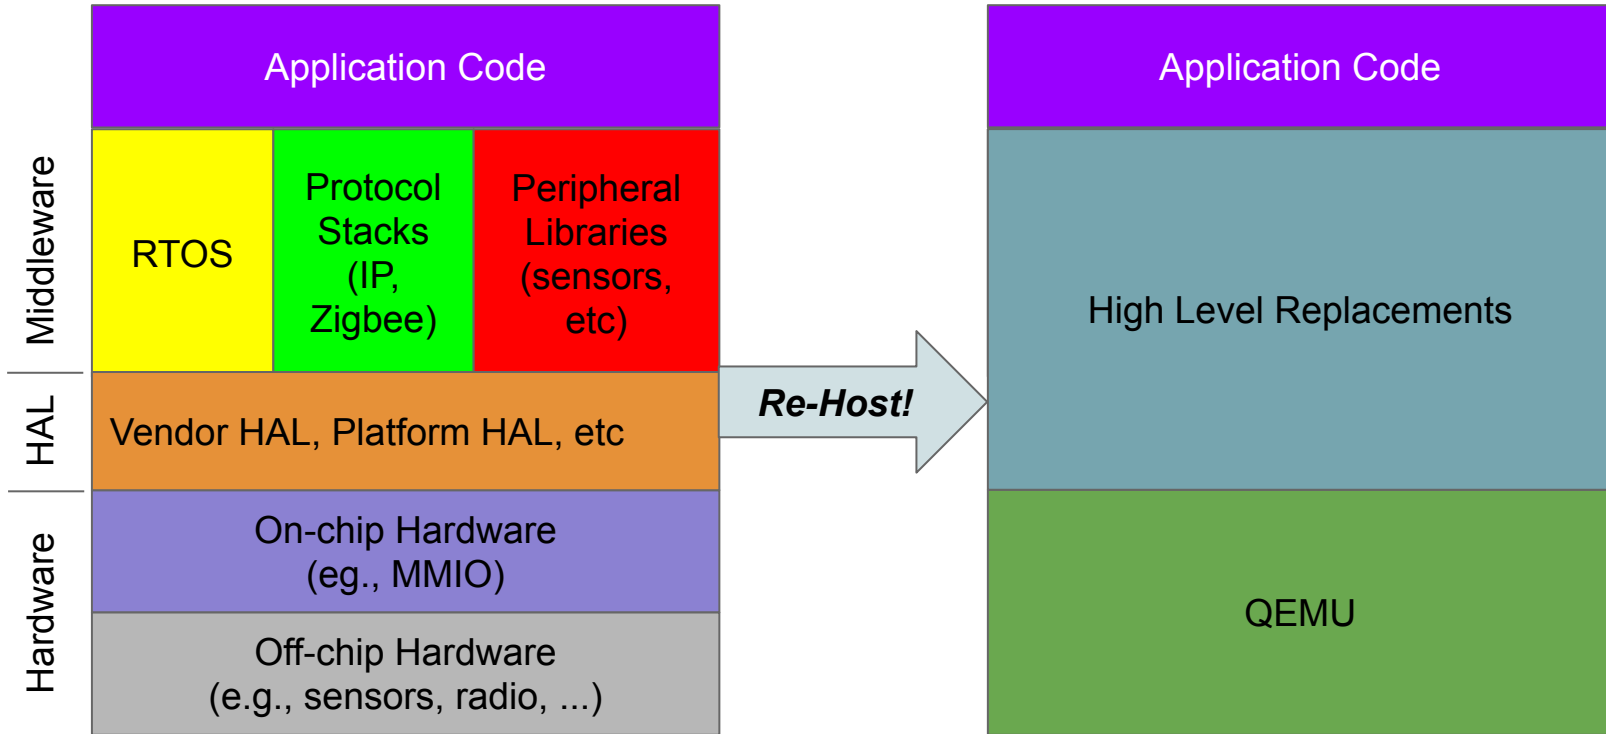 Application Code
Middleware
RTOS
Protocol
Stacks
(IP,
Zigbee)
Peripheral
Libraries
(sensors,
etc)
HAL
Vendor HAL, Platform HAL, etc
Hardware
On-chip Hardware
(eg., MMIO)
Off-chip Hardware
(e.g., sensors, radio, ...)
Re-Host!
Application Code
High Level Replacements
QEMU